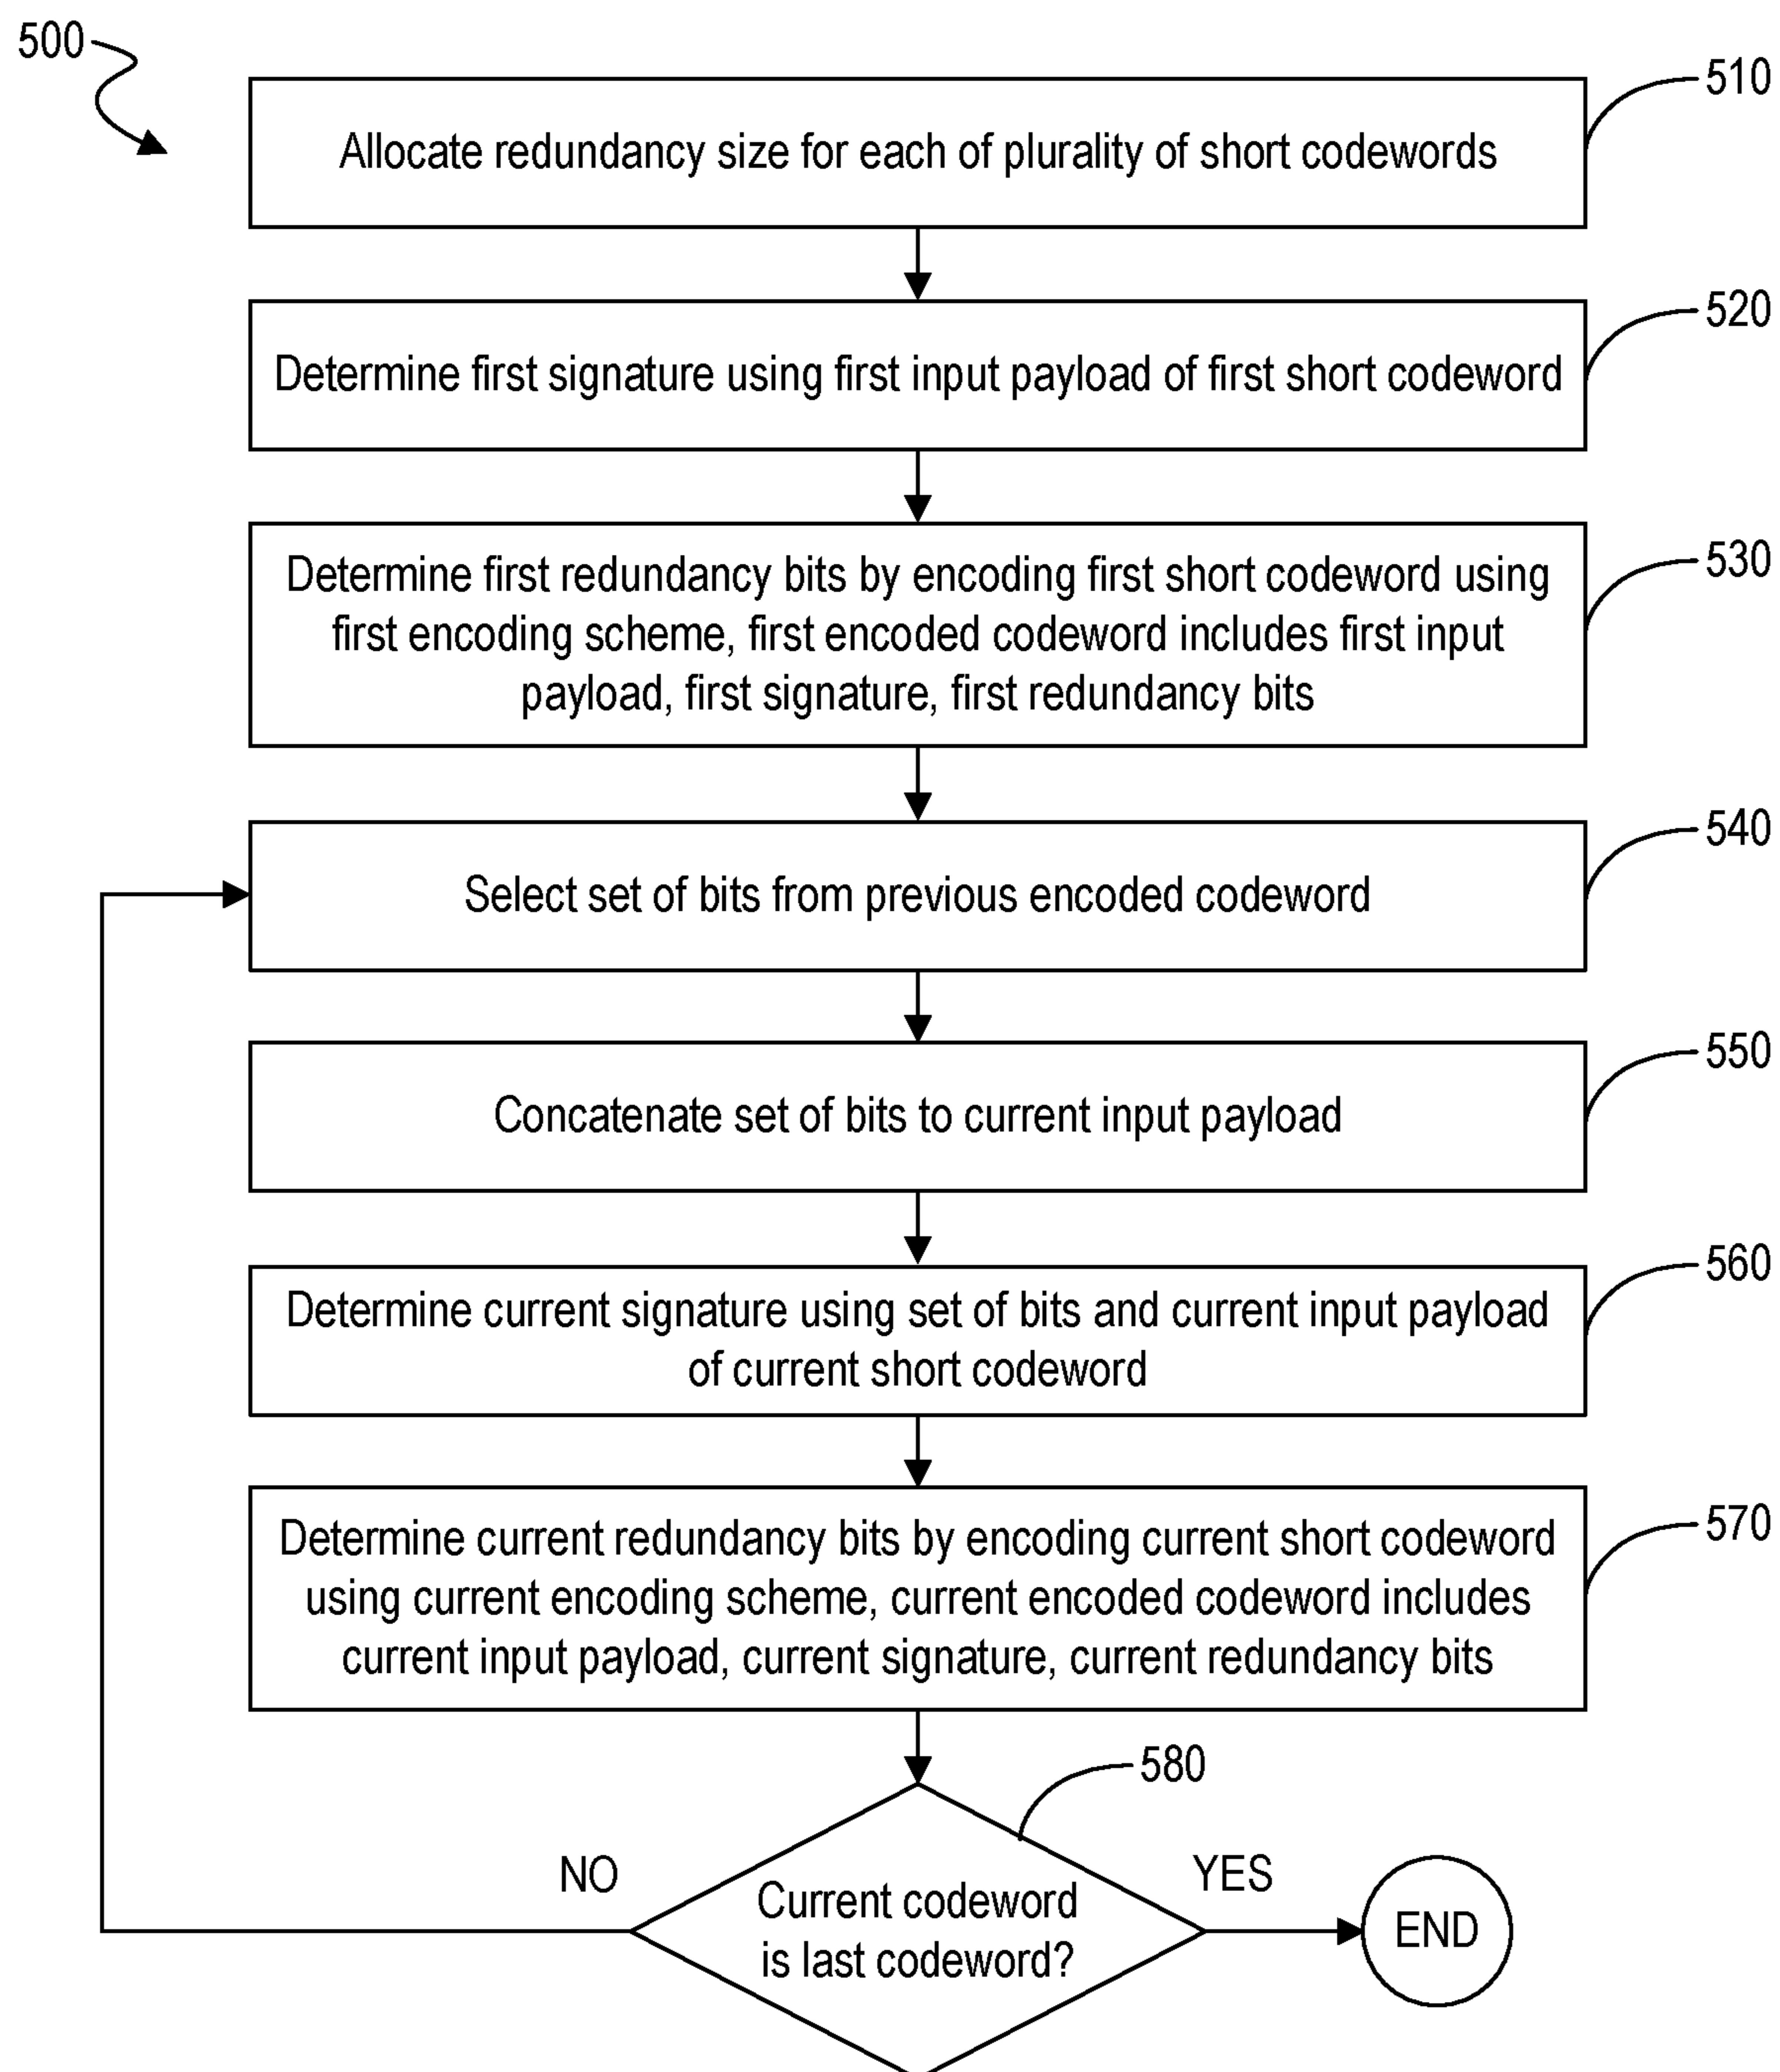 500
510
Allocate redundancy size for each of plurality of short codewords
520
Determine first signature using first input payload of first short codeword
530
Determine first redundancy bits by encoding first short codeword using
first encoding scheme, first encoded codeword includes first input
payload, first signature, first redundancy bits
540
Select set of bits from previous encoded codeword
550
Concatenate set of bits to current input payload
560
Determine current signature using set of bits and current input payload
of current short codeword
570
Determine current redundancy bits by encoding current short codeword
using current encoding scheme, current encoded codeword includes
current input payload, current signature, current redundancy bits
580
NO
YES
Current codeword
is last codeword?
END